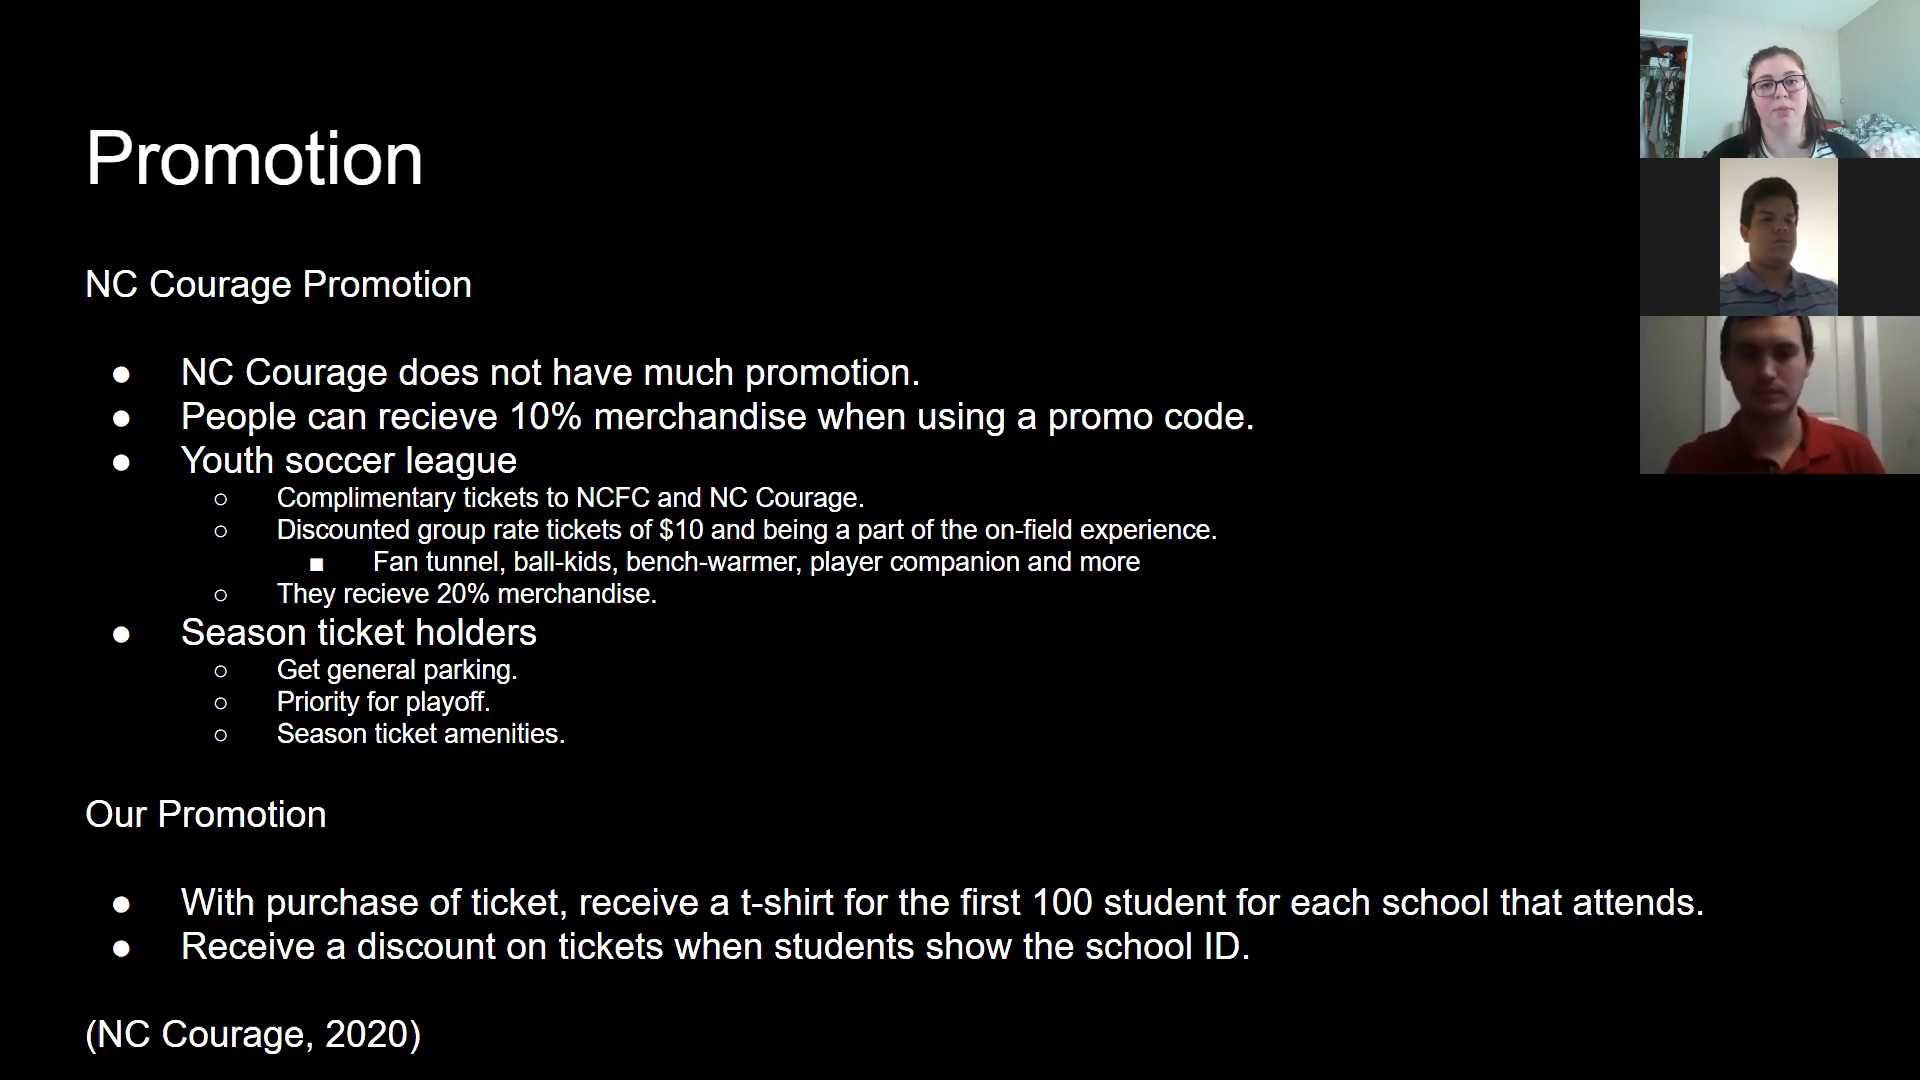 Promotion
NC Courage Promotion
● NC Courage does not have much promotion.
● People can recieve 10% merchandise when using a promo code.
● Youth soccer league
○ Complimentary tickets to NCFC and NC Courage.
○ Discounted group rate tickets of $10 and being a part of the on-field experience.
■ Fan tunnel, ball-kids, bench-warmer, player companion and more
○ They recieve 20% merchandise.
● Season ticket holders
○ Get general parking.
○ Priority for playoff.
○ Season ticket amenities.
Our Promotion
● With purchase of ticket, receive a t-shirt for the first 100 student for each school that attends.
● Receive a discount on tickets when students show the school ID.
(NC Courage, 2020)